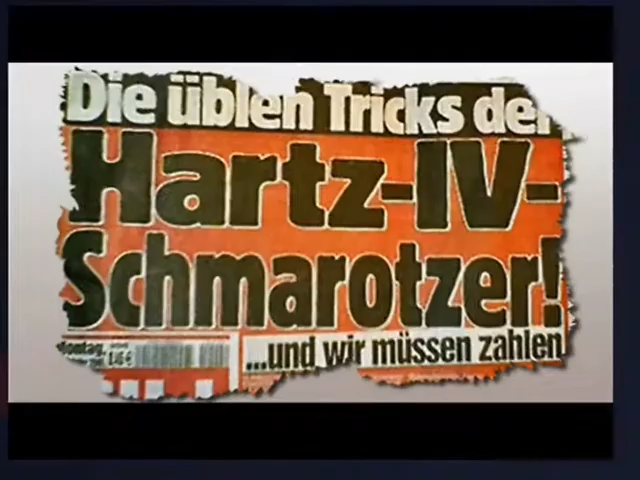 Die üblen Tricks der
Hartz-IV-
Schmarotzer!
...und wir müssen zahlen